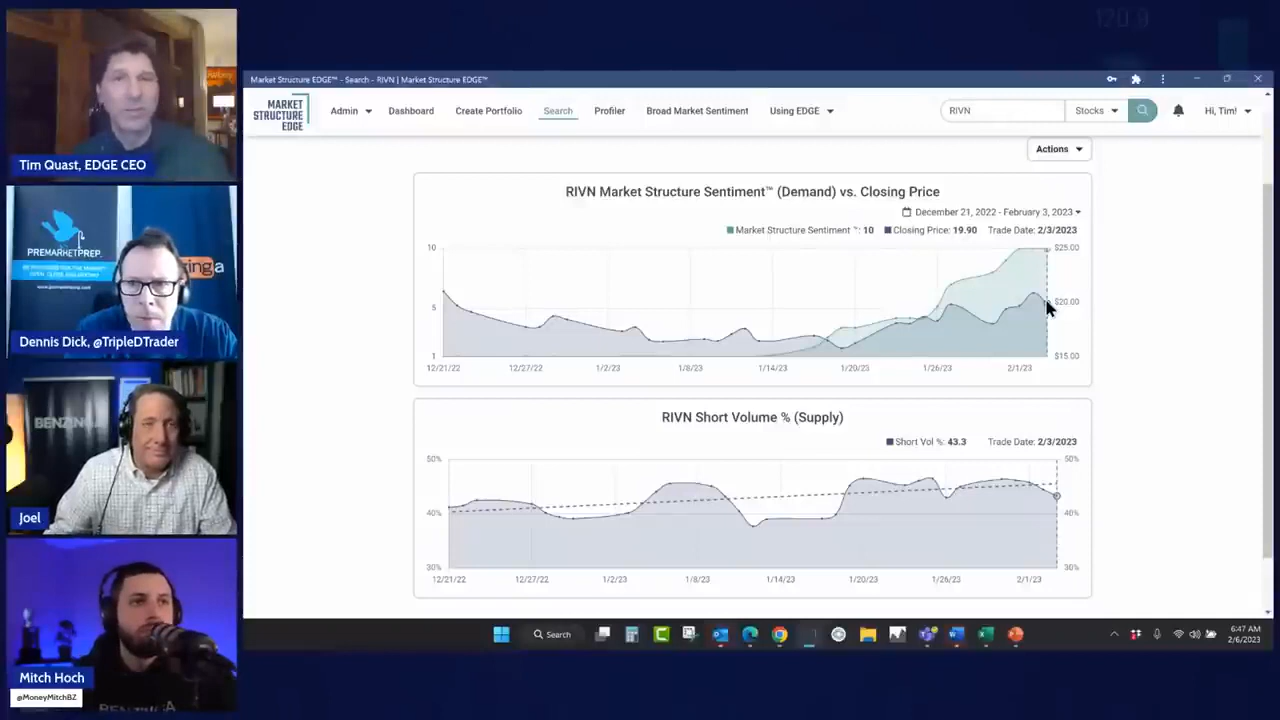 120.9
Tim Quast, EDGE CEO
PREMARKETPREP.
Dennis Dick, @TripleDTrader
BENZINGA
Joel
Mitch Hoch
@MoneyMitchBZ
BENZINGA
Market Structure EDGE™ - Search - RIVN | Market Structure EDGE™
MARKET
STRUCTURE
EDGE
Admin
Dashboard
Create Portfolio
Search
Profiler
Broad Market Sentiment
Using EDGE
RIVN
Stocks
Hi, Tim!
Actions
RIVN Market Structure Sentiment™ (Demand) vs. Closing Price
December 21, 2022 - February 3, 2023
Market Structure Sentiment ™: 10 Closing Price: 19.90 Trade Date: 2/3/2023
10 $25.00
5 $20.00
1 $15.00
12/21/22 12/27/22 1/2/23 1/8/23 1/14/23 1/20/23 1/26/23 2/1/23
RIVN Short Volume % (Supply)
Short Vol %: 43.3 Trade Date: 2/3/2023
50% 50%
40% 40%
30% 30%
12/21/22 12/27/22 1/2/23 1/8/23 1/14/23 1/20/23 1/26/23 2/1/23
Search
6:47 AM
2/6/2023